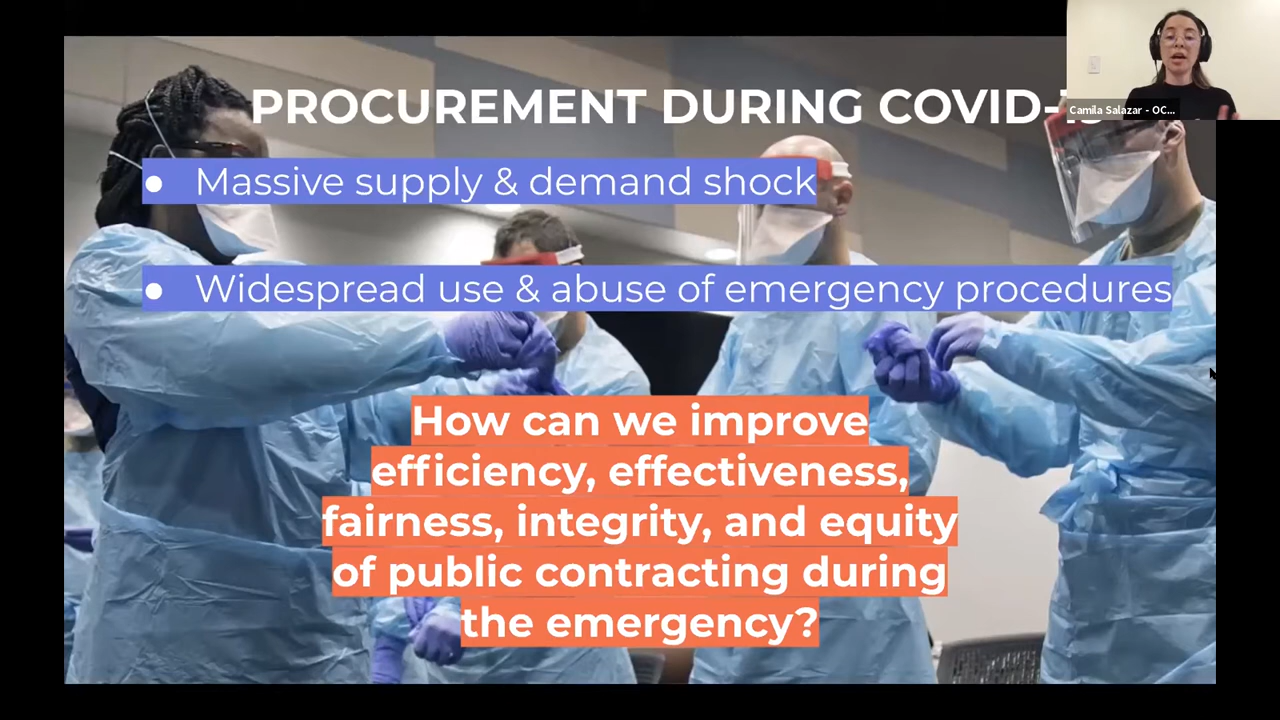 PROCUREMENT DURING COVID-
Camila Salazar - OC...
● Massive supply & demand shock
● Widespread use & abuse of emergency procedures
How can we improve
efficiency, effectiveness,
fairness, integrity, and equity
of public contracting during
the emergency?